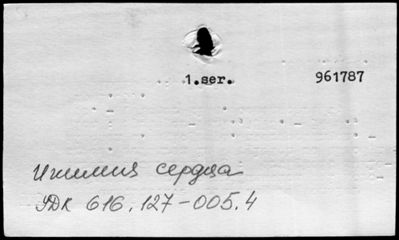 1.ser. 961787
Ишемия сердца
УДК 616.127-005.4